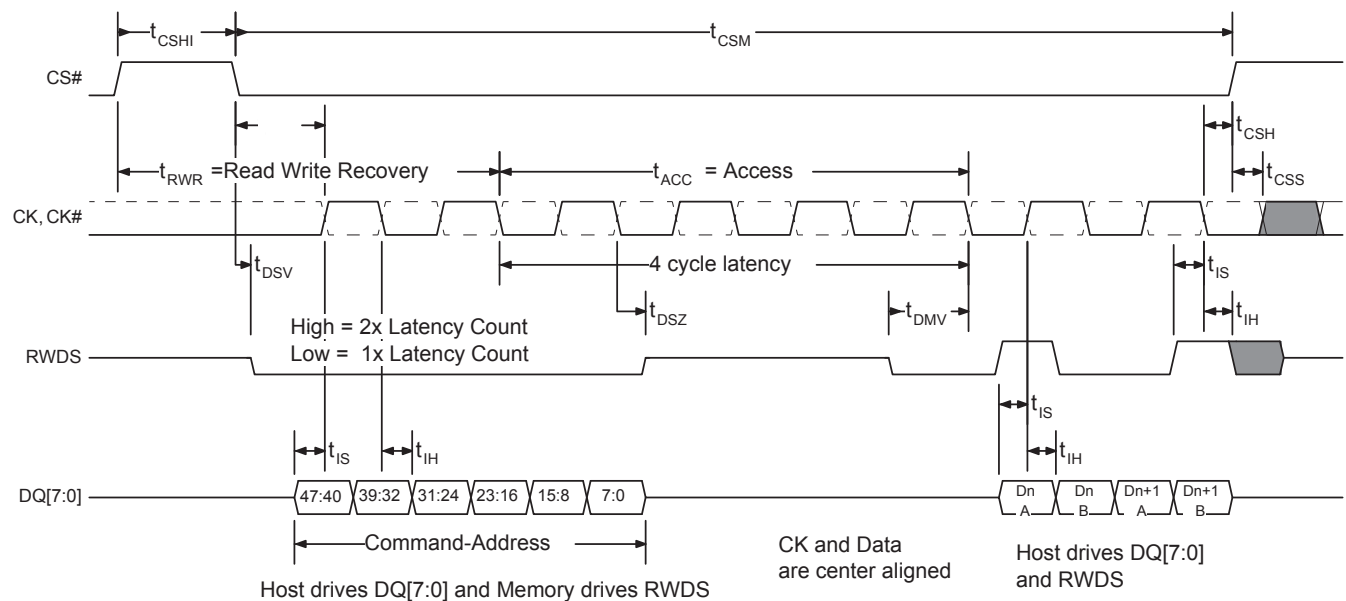 tCSHI
tCSM
CS#
tCSH
tRWR =Read Write Recovery
tACC = Access
tCSS
CK, CK#
tDSV
4 cycle latency
tIS
High = 2x Latency Count
Low = 1x Latency Count
tDSZ
tDMV
tIH
RWDS
tIS
tIS
tIH
tIH
DQ[7:0]
47:40 39:32 31:24 23:16 15:8 7:0
Dn A
Dn B
Dn+1 A
Dn+1 B
Command-Address
CK and Data
are center aligned
Host drives DQ[7:0]
and RWDS
Host drives DQ[7:0] and Memory drives RWDS